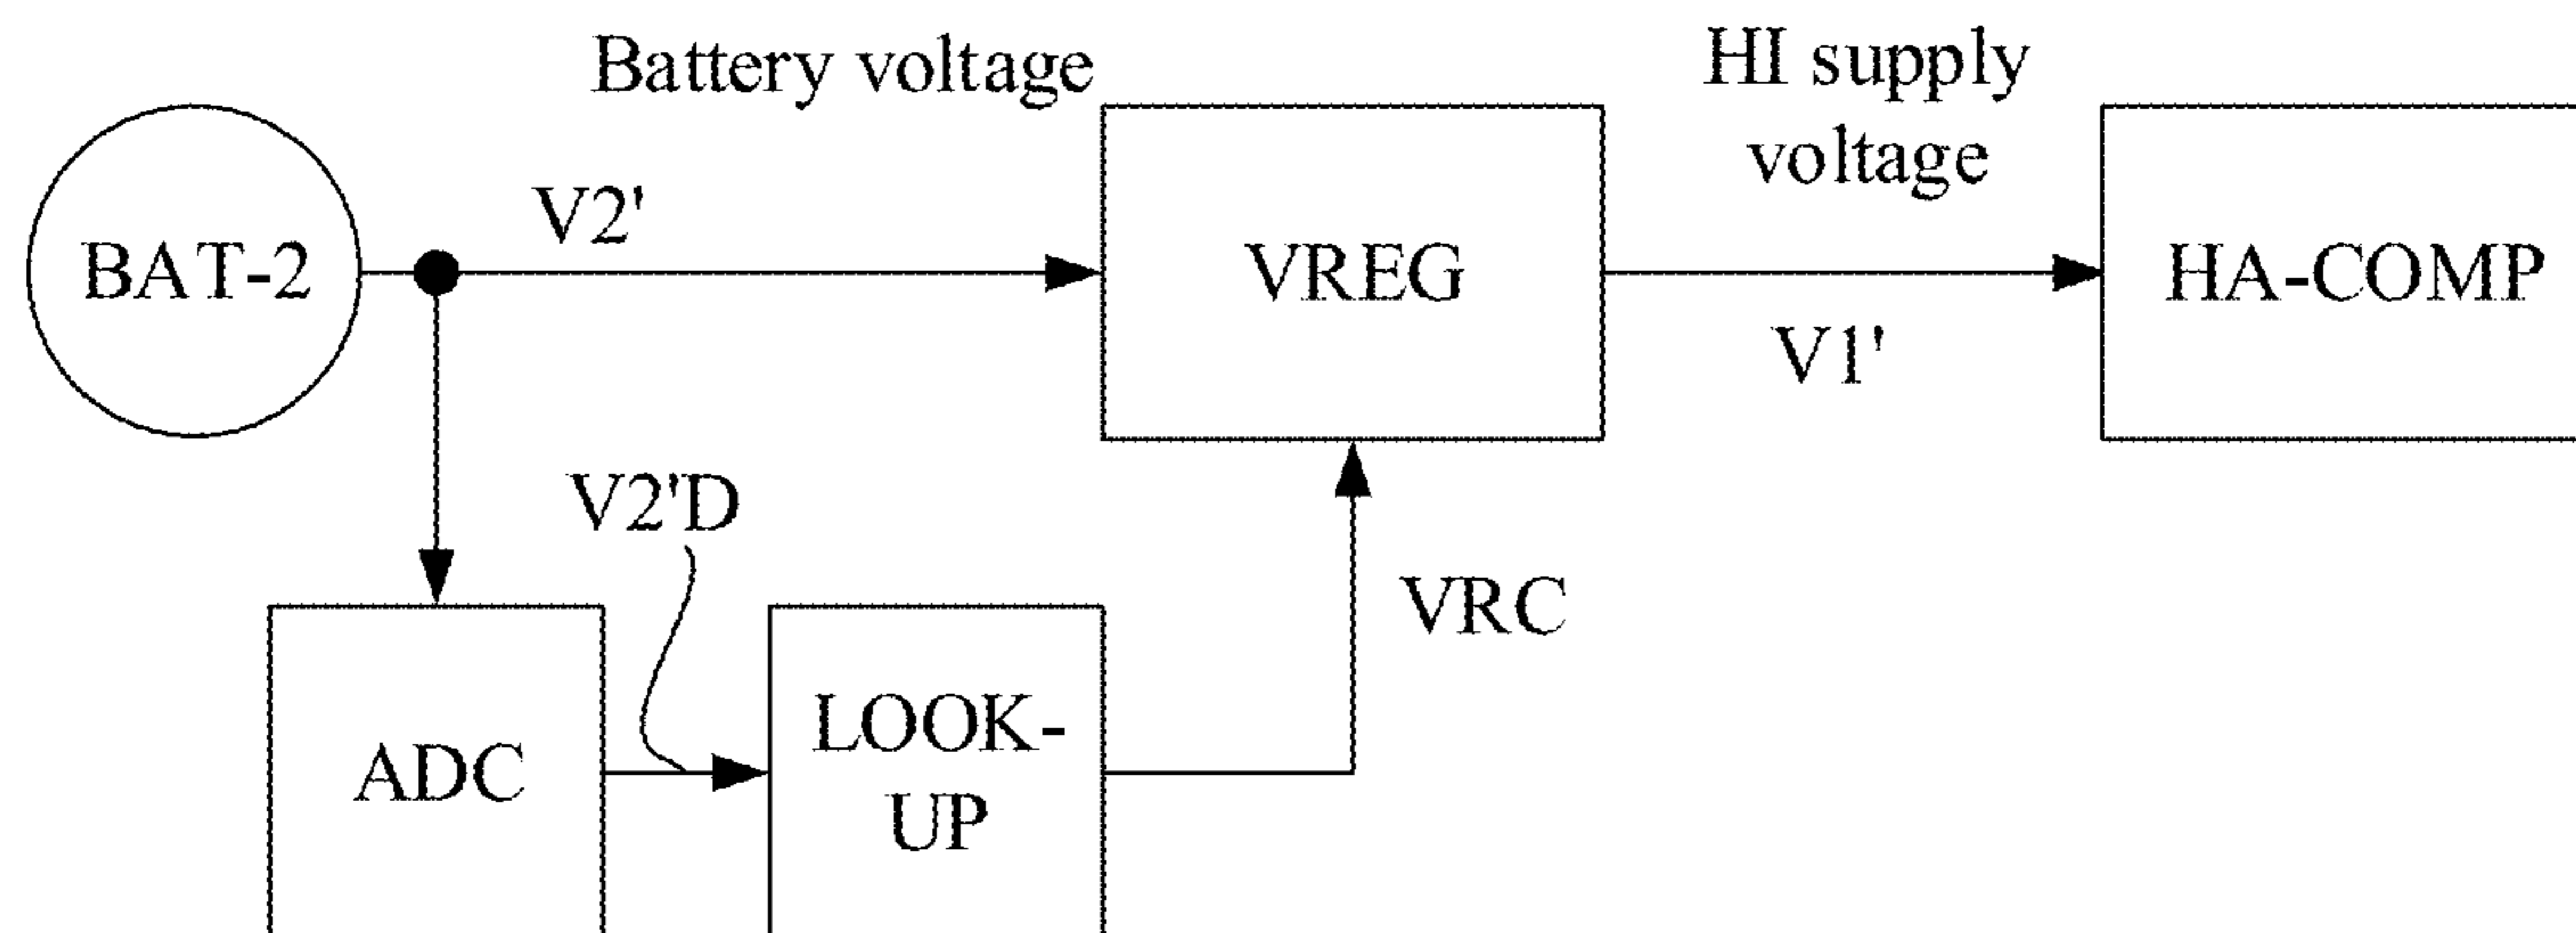 Battery voltage
HI supply
voltage
BAT-2
V2'
VREG
HA-COMP
V1'
V2'D
VRC
ADC
LOOK-
UP